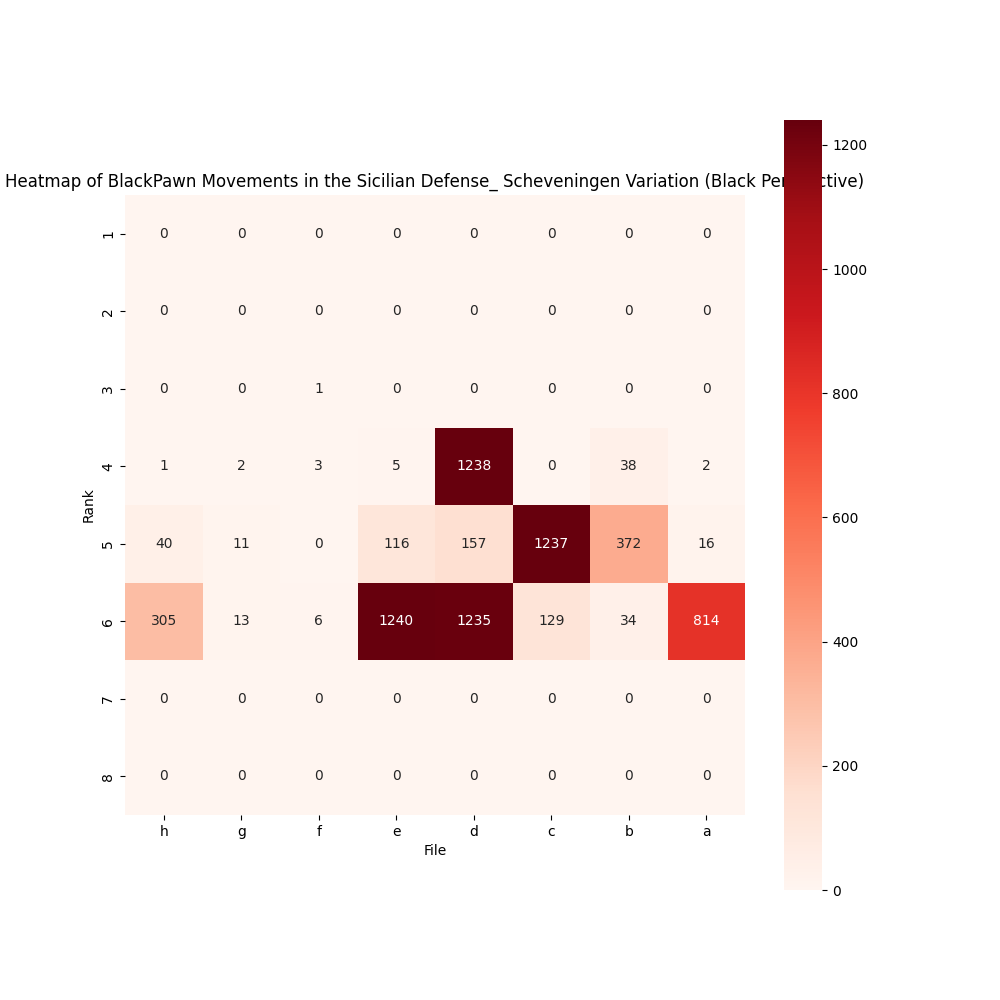 Heatmap of BlackPawn Movements in the Sicilian Defense_ Scheveningen Variation (Black Per ctive)
1200
1000
800
600
400
200
0
Rank
1 0 0 0 0 0 0 0 0
2 0 0 0 0 0 0 0 0
3 0 0 1 0 0 0 0 0
4 1 2 3 5 1238 0 38 2
5 40 11 0 116 157 1237 372 16
6 305 13 6 1240 1235 129 34 814
7 0 0 0 0 0 0 0 0
8 0 0 0 0 0 0 0 0
h g f e d c b a
File